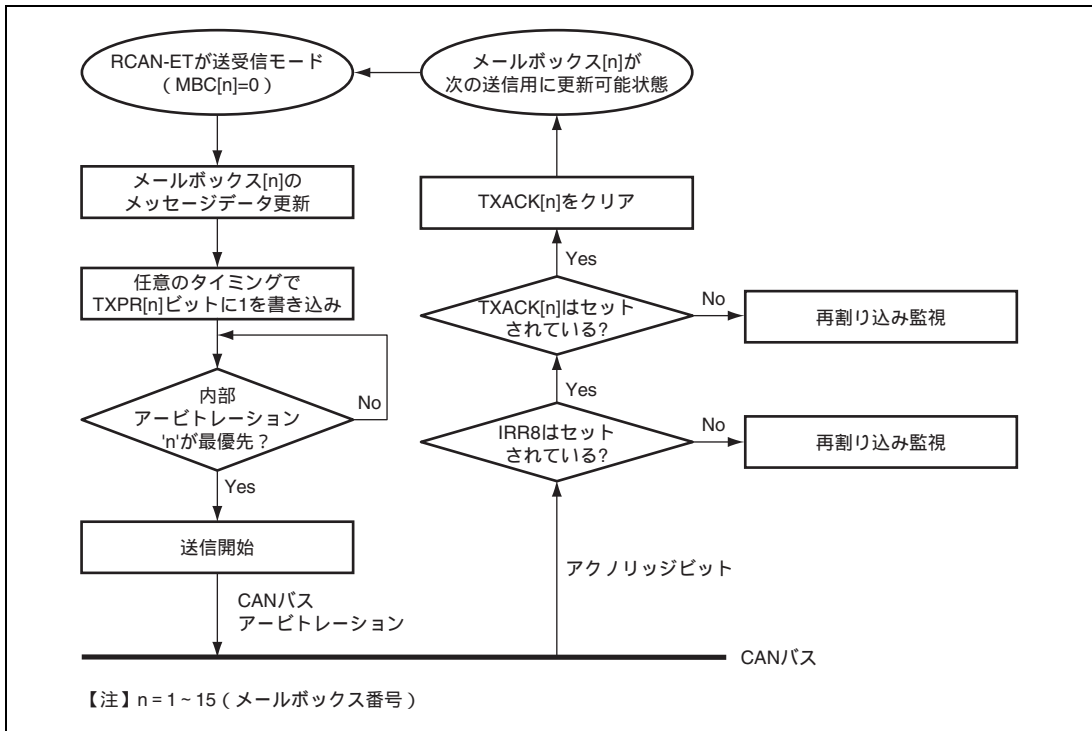 RCAN-ETが送受信モード
(MBC[n]=0)
メールボックス[n]の
メッセージデータ更新
任意のタイミングで
TXPR[n]ビットに1を書き込み
内部
アービトレーション
'n'が最優先?
No
Yes
送信開始
CANバス
アービトレーション
メールボックス[n]が
次の送信用に更新可能状態
TXACK[n]をクリア
Yes
TXACK[n]はセット
されている?
No
再割り込み監視
Yes
IRR8はセット
されている?
No
再割り込み監視
アクノリッジビット
CANバス
【注】n = 1 ~ 15 (メールボックス番号)